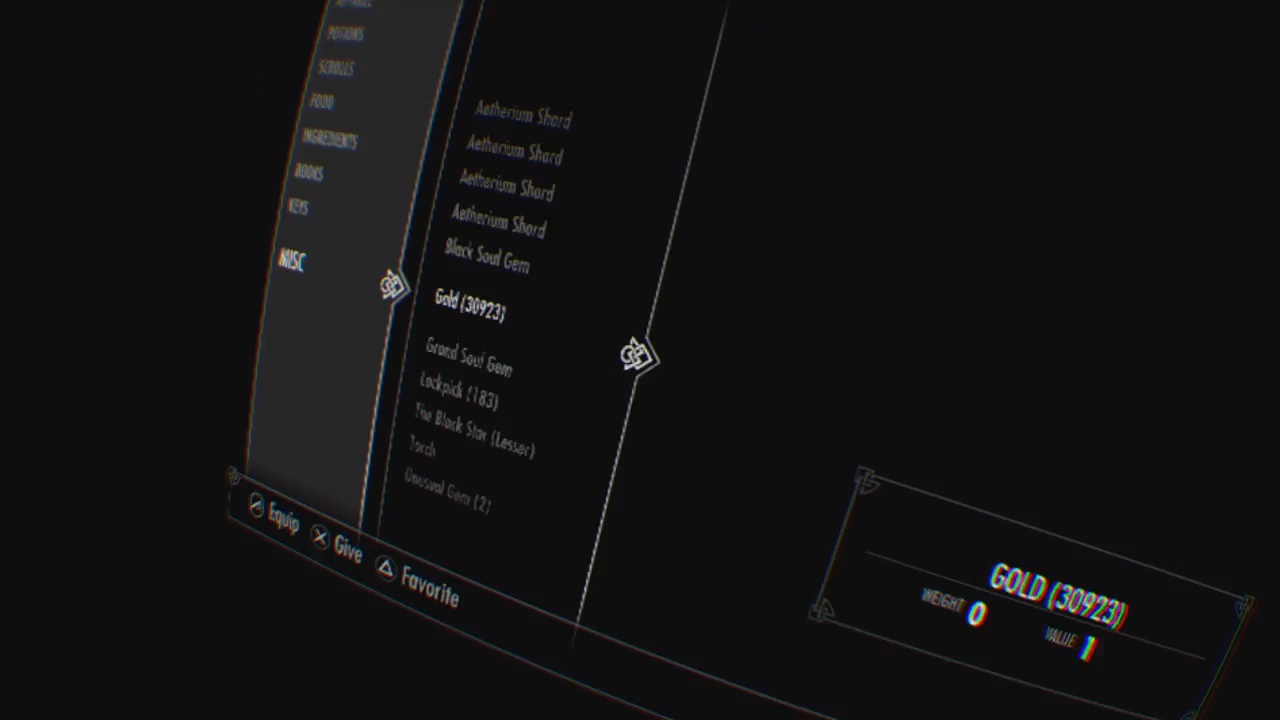 APPAREL
POTIONS
SCROLLS
FOOD
INGREDIENTS
BOOKS
KEYS
MISC
Aetherium Shard
Aetherium Shard
Aetherium Shard
Aetherium Shard
Black Soul Gem
Gold (30923)
Grand Soul Gem
Lockpick (183)
The Black Star (Lesser)
Torch
Unusual Gem (2)
Equip
Give
Favorite
GOLD (30923)
WEIGHT 0
VALUE 1